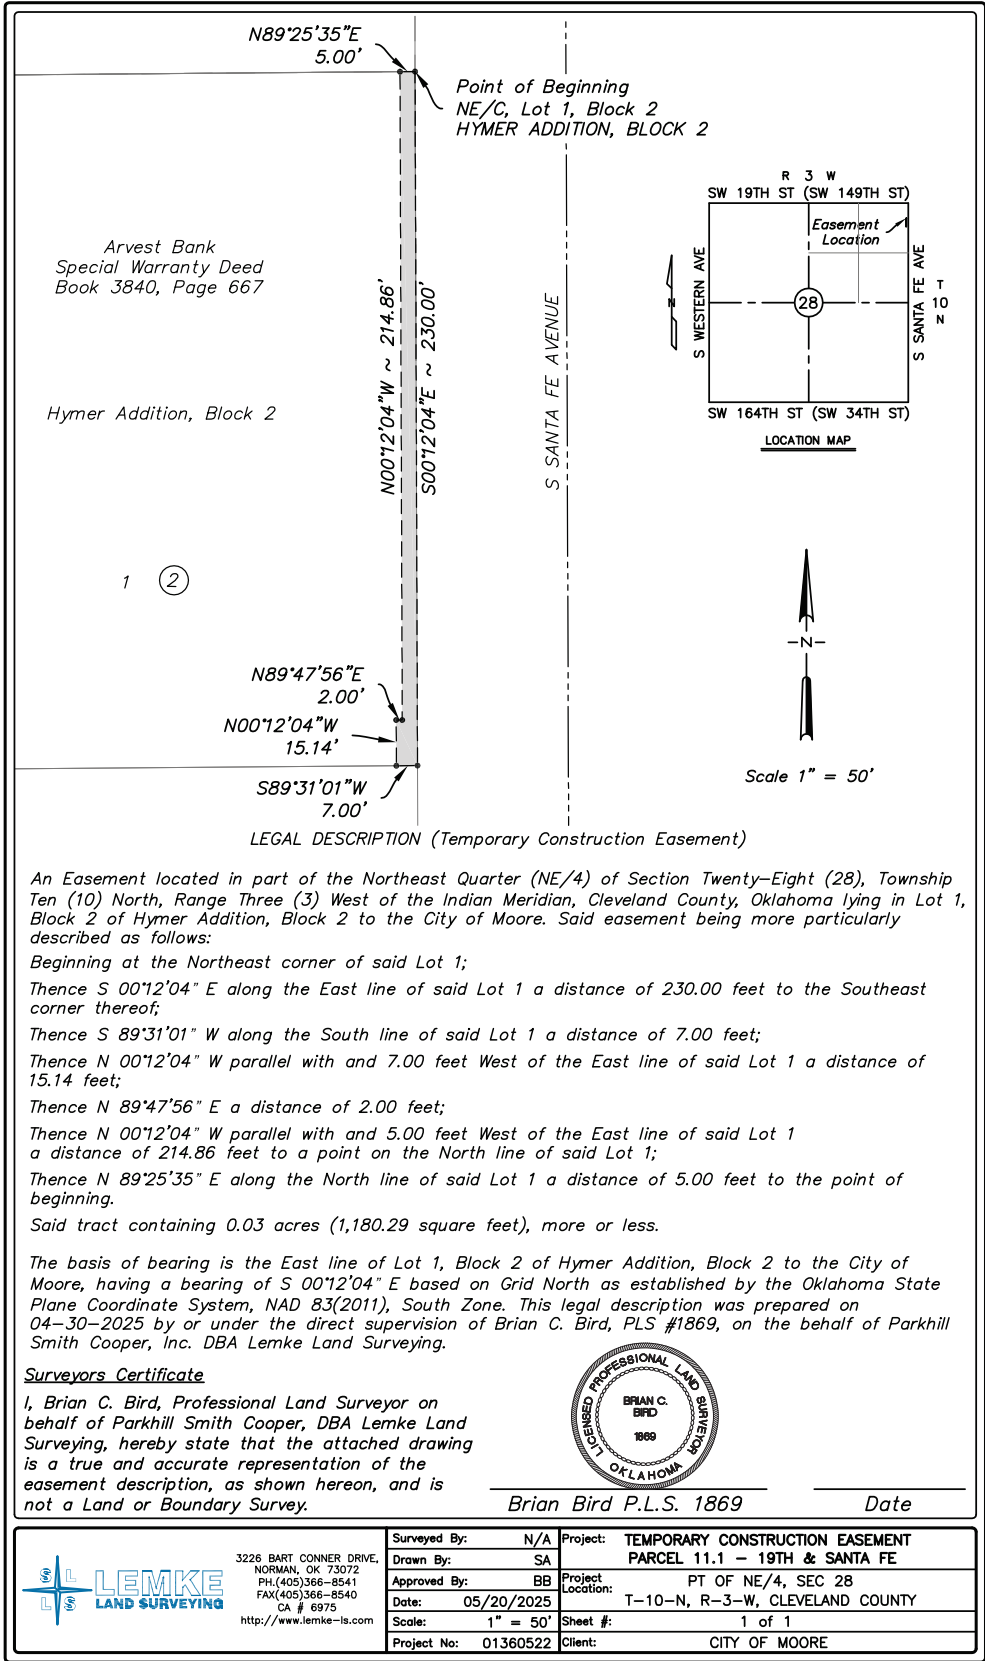 N89°25'35"E
5.00'
Point of Beginning
NE/C, Lot 1, Block 2
HYMER ADDITION, BLOCK 2
R 3 W
SW 19TH ST (SW 149TH ST)
Easement
Location
S WESTERN AVE
28
S SANTA FE AVE
T
10
N
N
SW 164TH ST (SW 34TH ST)
LOCATION MAP
Arvest Bank
Special Warranty Deed
Book 3840, Page 667
N00°12'04"W ~ 214.86'
S00°12'04"E ~ 230.00'
S SANTA FE AVENUE
Hymer Addition, Block 2
1 2
N
Scale 1" = 50'
N89°47'56"E
2.00'
N00°12'04"W
15.14'
S89°31'01"W
7.00'
LEGAL DESCRIPTION (Temporary Construction Easement)
An Easement located in part of the Northeast Quarter (NE/4) of Section Twenty-Eight (28), Township
Ten (10) North, Range Three (3) West of the Indian Meridian, Cleveland County, Oklahoma lying in Lot 1,
Block 2 of Hymer Addition, Block 2 to the City of Moore. Said easement being more particularly
described as follows:
Beginning at the Northeast corner of said Lot 1;
Thence S 00°12'04" E along the East line of said Lot 1 a distance of 230.00 feet to the Southeast
corner thereof;
Thence S 89°31'01" W along the South line of said Lot 1 a distance of 7.00 feet;
Thence N 00°12'04" W parallel with and 7.00 feet West of the East line of said Lot 1 a distance of
15.14 feet;
Thence N 89°47'56" E a distance of 2.00 feet;
Thence N 00°12'04" W parallel with and 5.00 feet West of the East line of said Lot 1
a distance of 214.86 feet to a point on the North line of said Lot 1;
Thence N 89°25'35" E along the North line of said Lot 1 a distance of 5.00 feet to the point of
beginning.
Said tract containing 0.03 acres (1,180.29 square feet), more or less.
The basis of bearing is the East line of Lot 1, Block 2 of Hymer Addition, Block 2 to the City of
Moore, having a bearing of S 00°12'04" E based on Grid North as established by the Oklahoma State
Plane Coordinate System, NAD 83(2011), South Zone. This legal description was prepared on
04-30-2025 by or under the direct supervision of Brian C. Bird, PLS #1869, on the behalf of Parkhill
Smith Cooper, Inc. DBA Lemke Land Surveying.
Surveyors Certificate
I, Brian C. Bird, Professional Land Surveyor on
behalf of Parkhill Smith Cooper, DBA Lemke Land
Surveying, hereby state that the attached drawing
is a true and accurate representation of the
easement description, as shown hereon, and is
not a Land or Boundary Survey.
LICENSED PROFESSIONAL LAND SURVEYOR
BRIAN C.
BIRD
1869
OKLAHOMA
Brian Bird P.L.S. 1869
Date
L S
L S
LEMKE
LAND SURVEYING
3226 BART CONNER DRIVE,
NORMAN, OK 73072
PH.(405)366-8541
FAX(405)366-8540
CA # 6975
http://www.lemke-ls.com
Surveyed By: N/A
Drawn By: SA
Approved By: BB
Date: 05/20/2025
Scale: 1" = 50'
Project No: 01360522
Project: TEMPORARY CONSTRUCTION EASEMENT
PARCEL 11.1 - 19TH & SANTA FE
Project
Location: PT OF NE/4, SEC 28
T-10-N, R-3-W, CLEVELAND COUNTY
Sheet #: 1 of 1
Client: CITY OF MOORE